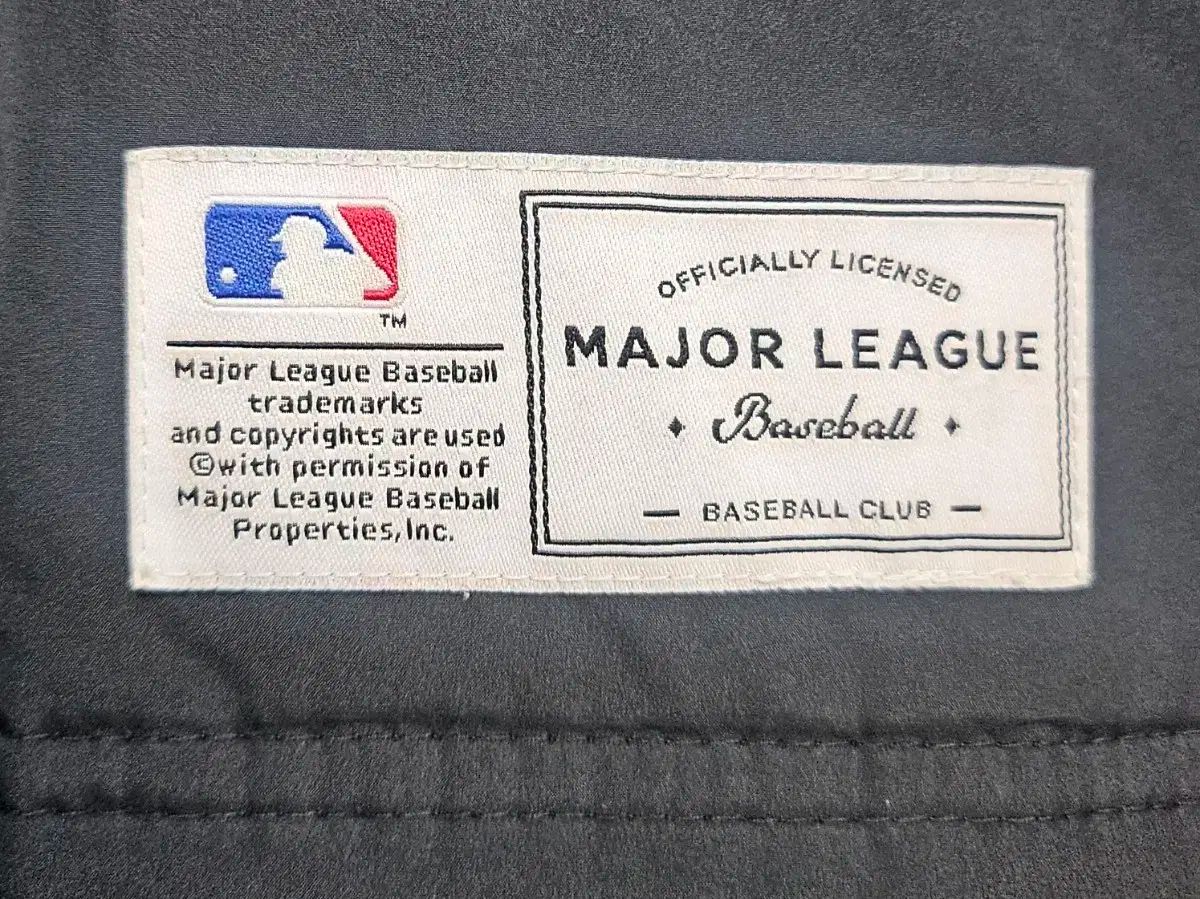 TM
Major League Baseball
trademarks
and copyrights are used
©with permission of
Major League Baseball
Properties, Inc.
OFFICIALLY LICENSED
MAJOR LEAGUE
Baseball
BASEBALL CLUB